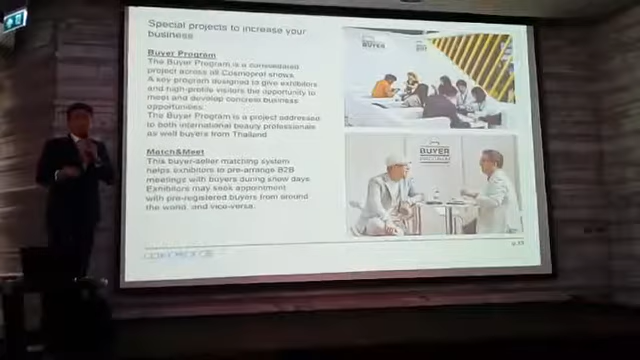 Special projects to increase your
business
Buyer Program
The Buyer Program is a consolidated
project across all Cosmoprof shows.
A key program designed to give exhibitors
and high-profile visitors the opportunity to
meet and develop concrete business
opportunities.
The Buyer Program is a project addressed
to both international beauty professionals
as well buyers from Thailand
Match&Meet
This buyer-seller matching system
helps exhibitors to pre-arrange B2B
meetings with buyers during show days.
Exhibitors may seek appointment
with pre-registered buyers from around
the world, and vice-versa.
BUYER
BUYER